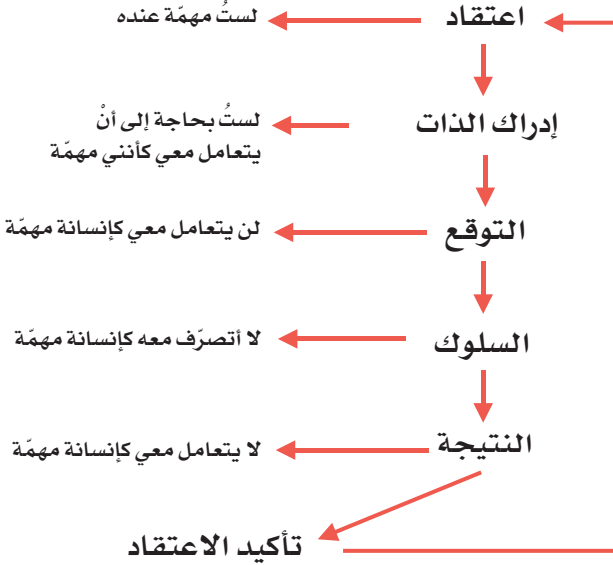 اعتقاد
لستُ مهمّة عنده
إدراك الذات
لستُ بحاجة إلى أنْ
يتعامل معي كأنني مهمّة
التوقع
لن يتعامل معي كإنسانة مهمّة
السلوك
لا أتصرّف معه كإنسانة مهمّة
النتيجة
لا يتعامل معي كإنسانة مهمّة
تأكيد الاعتقاد